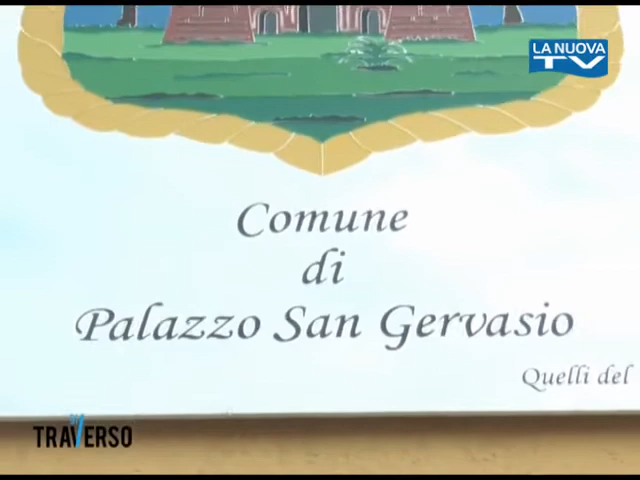 LA NUOVA
TV
Comune
di
Palazzo San Gervasio
Quelli del
TRAVERSO